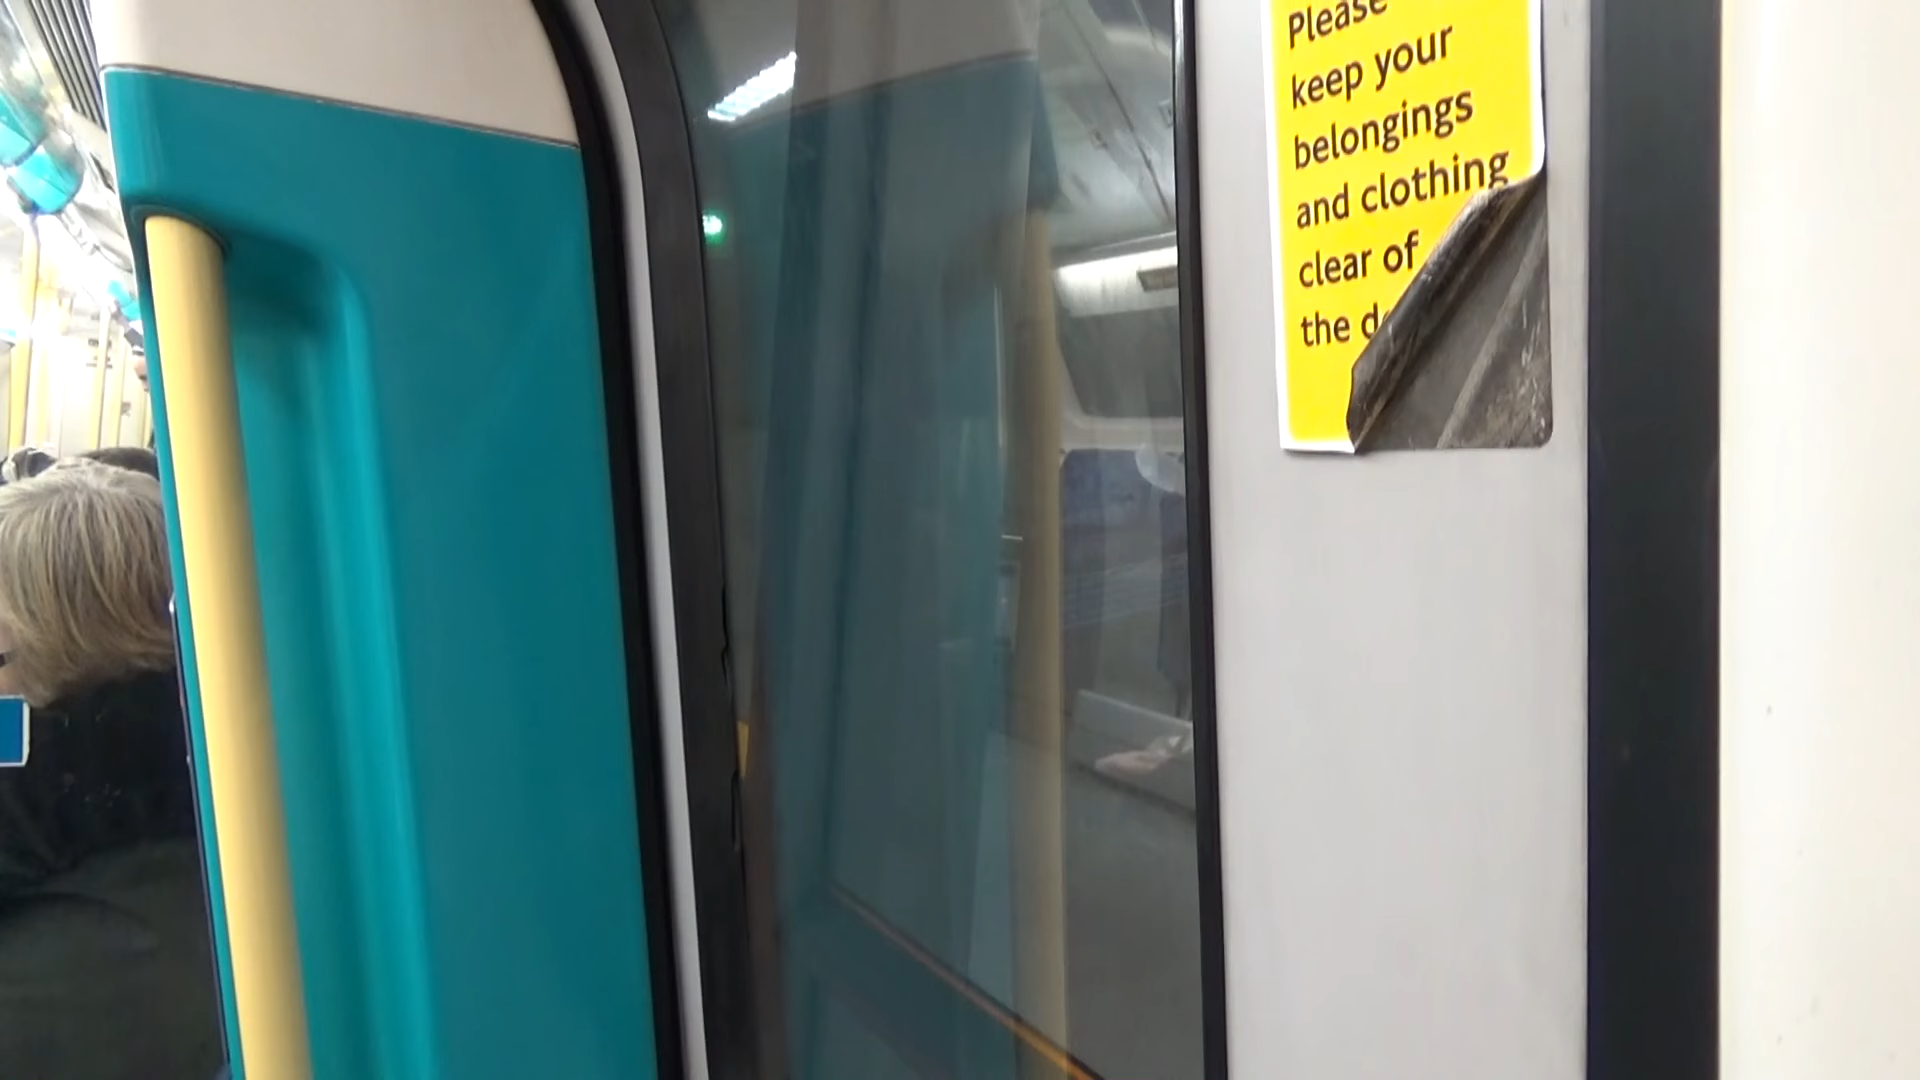 Please
keep your
belongings
and clothing
clear of
the d